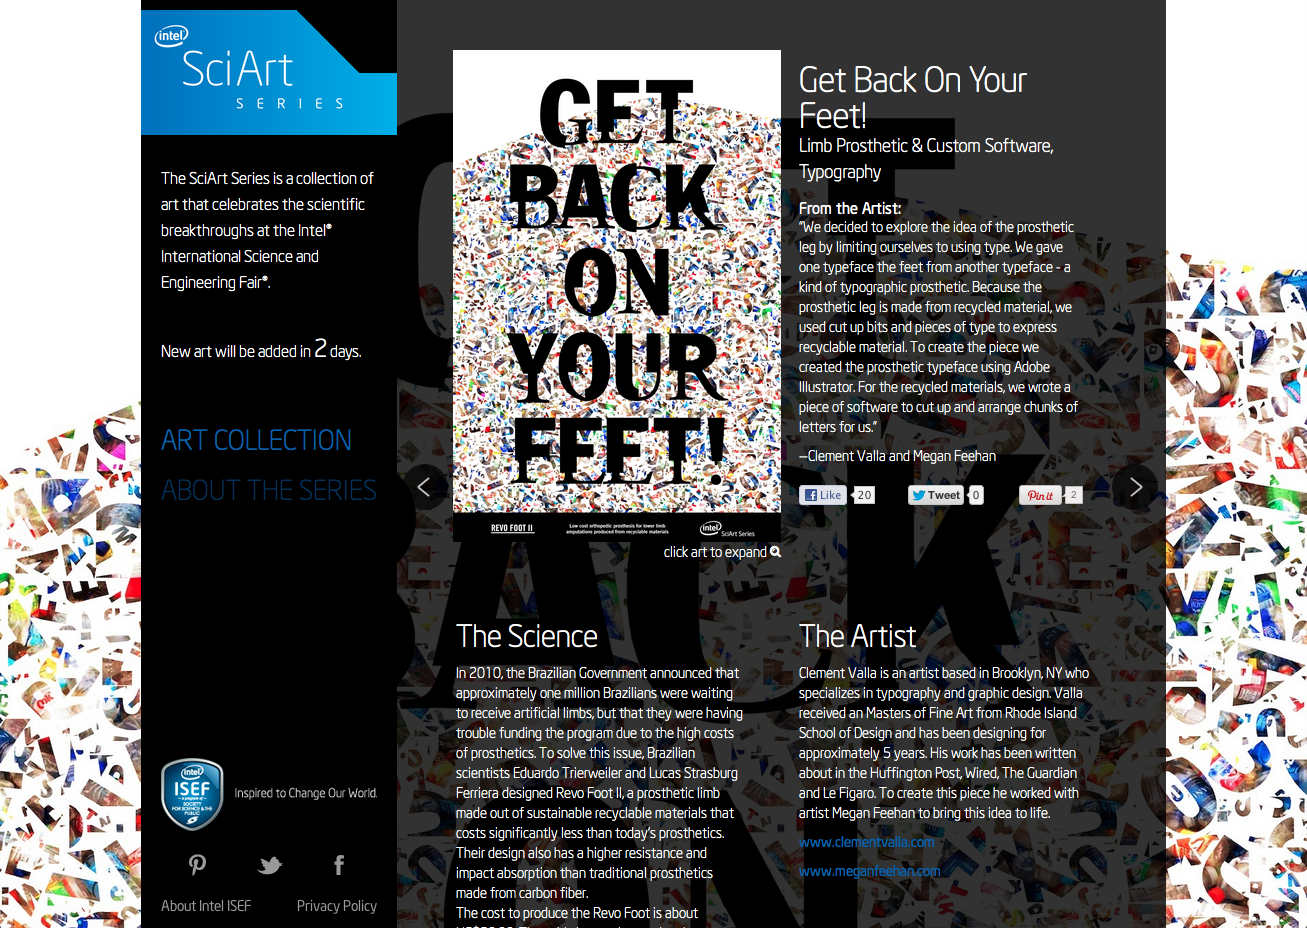 intel
SciArt
SERIES
The SciArt Series is a collection of
art that celebrates the scientific
breakthroughs at the Intel®
International Science and
Engineering Fair®.
New art will be added in 2 days.
ART COLLECTION
ABOUT THE SERIES
intel
ISEF
a program of
SOCIETY
FOR SCIENCE & THE
PUBLIC
Inspired to Change Our World.
About Intel ISEF
Privacy Policy
GET
BACK
ON
YOUR
FEET!
REVO FOOT II
Low cost orthopedic prosthesis for lower limb
amputations produced from recyclable materials
intel
SciArt Series
click art to expand
Get Back On Your
Feet!
Limb Prosthetic & Custom Software,
Typography
From the Artist:
"We decided to explore the idea of the prosthetic
leg by limiting ourselves to using type. We gave
one typeface the feet from another typeface - a
kind of typographic prosthetic. Because the
prosthetic leg is made from recycled material, we
used cut up bits and pieces of type to express
recyclable material. To create the piece we
created the prosthetic typeface using Adobe
Illustrator. For the recycled materials, we wrote a
piece of software to cut up and arrange chunks of
letters for us."
—Clement Valla and Megan Feehan
Like 20
Tweet 0
Pin it 2
The Science
In 2010, the Brazilian Government announced that
approximately one million Brazilians were waiting
to receive artificial limbs, but that they were having
trouble funding the program due to the high costs
of prosthetics. To solve this issue, Brazilian
scientists Eduardo Trierweiler and Lucas Strasburg
Ferriera designed Revo Foot II, a prosthetic limb
made out of sustainable recyclable materials that
costs significantly less than today's prosthetics.
Their design also has a higher resistance and
impact absorption than traditional prosthetics
made from carbon fiber.
The cost to produce the Revo Foot is about
The Artist
Clement Valla is an artist based in Brooklyn, NY who
specializes in typography and graphic design. Valla
received an Masters of Fine Art from Rhode Island
School of Design and has been designing for
approximately 5 years. His work has been written
about in the Huffington Post, Wired, The Guardian
and Le Figaro. To create this piece he worked with
artist Megan Feehan to bring this idea to life.
www.clementvalla.com
www.meganfeehan.com